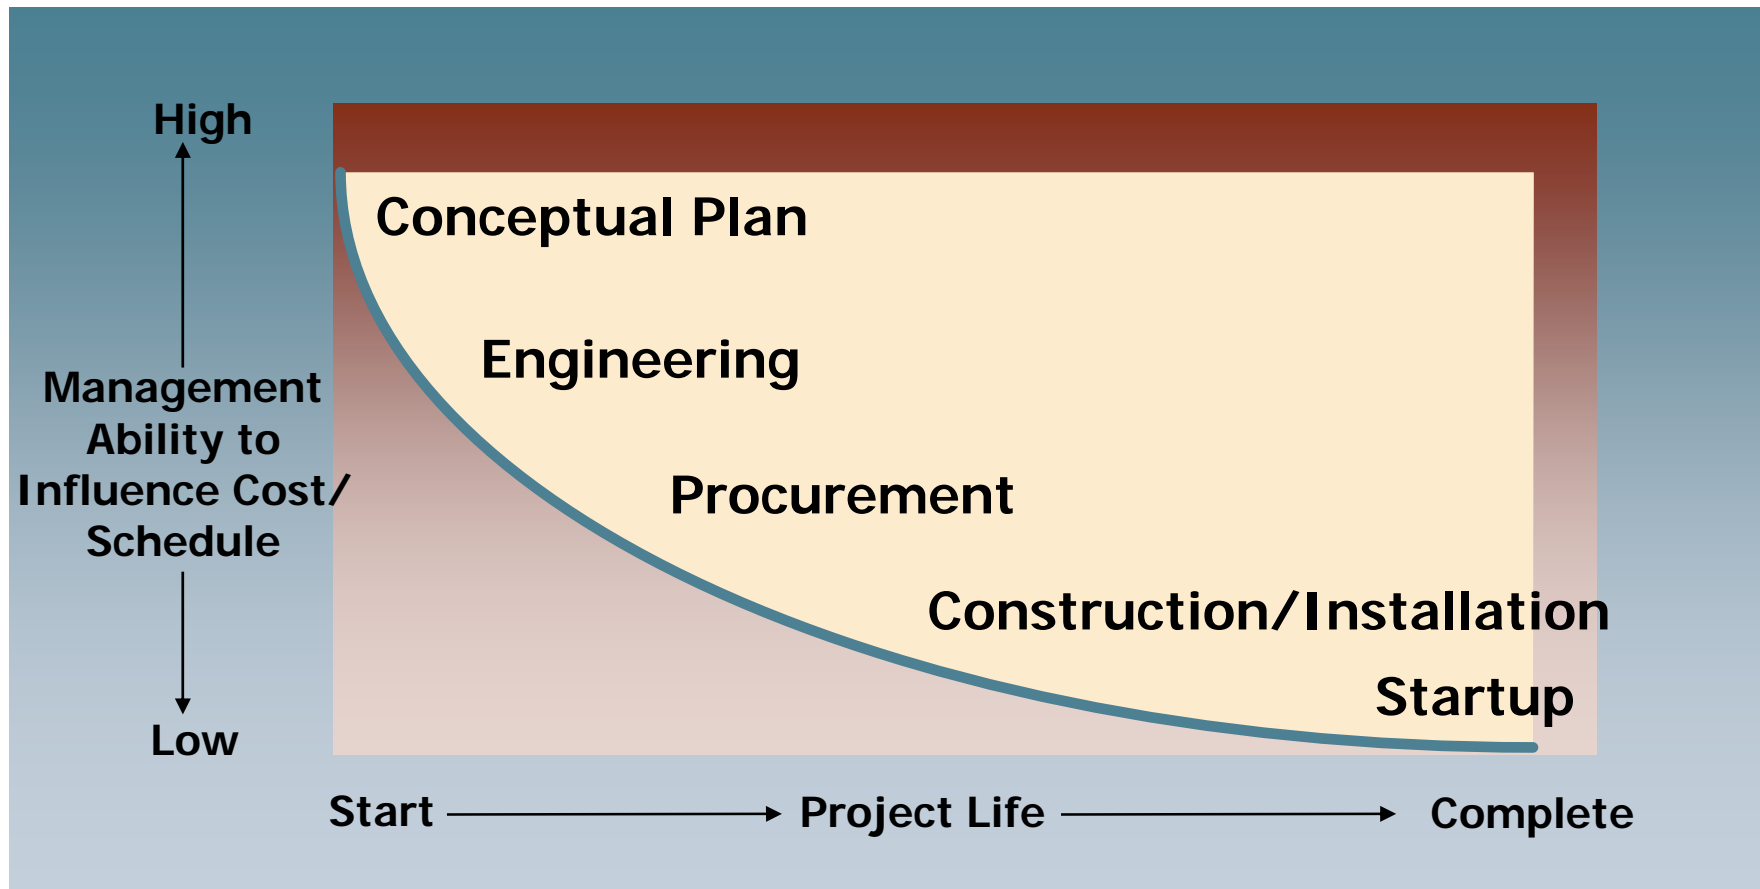 High
Conceptual Plan
Engineering
Management
Ability to
Influence Cost/
Schedule
Procurement
Construction/Installation
Startup
Low
Start
Project Life
Complete